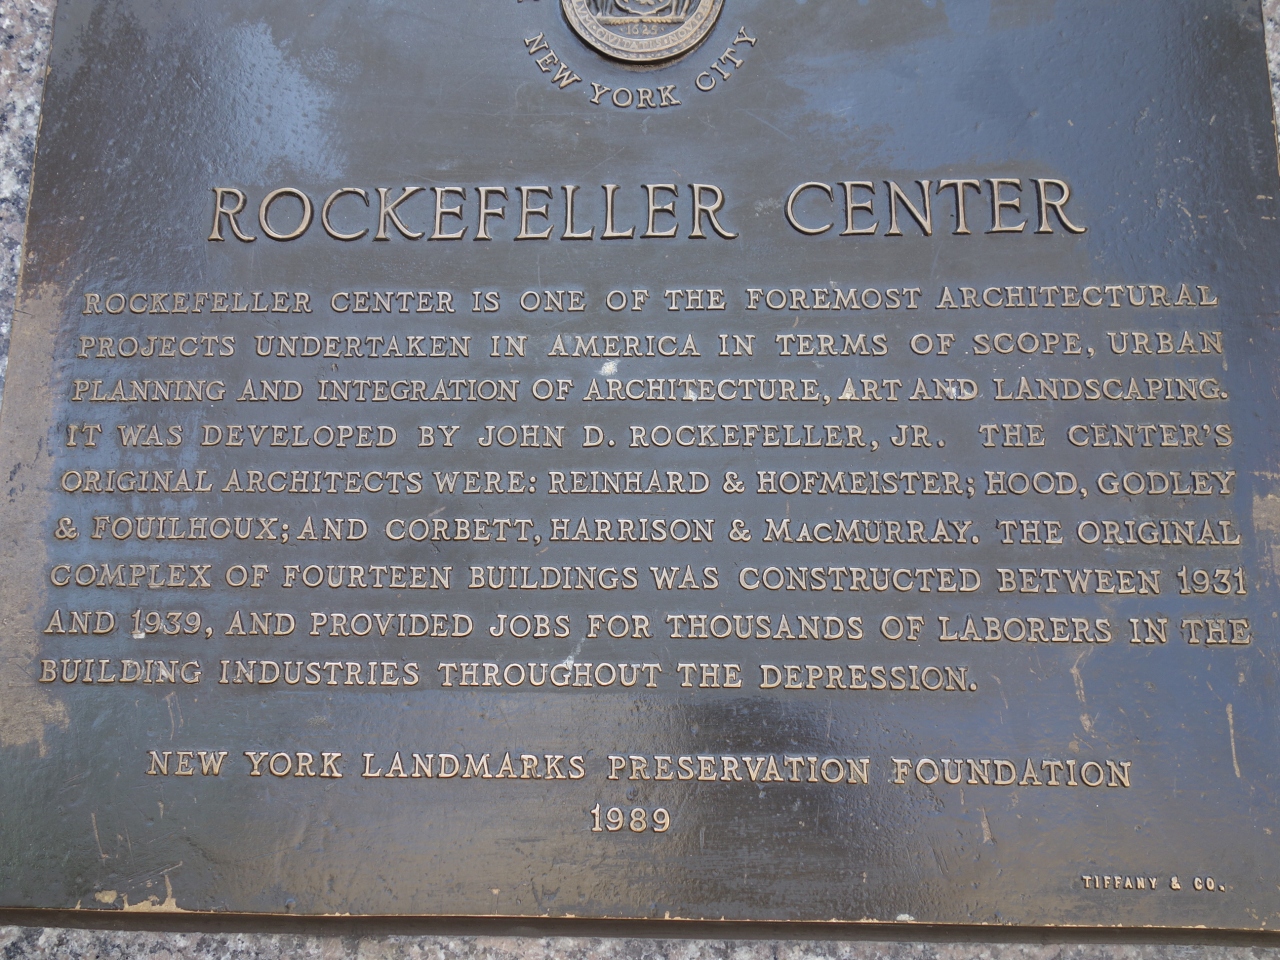 ·1625·
NEW YORK CITY
ROCKEFELLER CENTER
ROCKEFELLER CENTER IS ONE OF THE FOREMOST ARCHITECTURAL
PROJECTS UNDERTAKEN IN AMERICA IN TERMS OF SCOPE, URBAN
PLANNING AND INTEGRATION OF ARCHITECTURE, ART AND LANDSCAPING.
IT WAS DEVELOPED BY JOHN D. ROCKEFELLER, JR. THE CENTER'S
ORIGINAL ARCHITECTS WERE: REINHARD & HOFMEISTER; HOOD, GODLEY
& FOUILHOUX; AND CORBETT, HARRISON & MACMURRAY. THE ORIGINAL
COMPLEX OF FOURTEEN BUILDINGS WAS CONSTRUCTED BETWEEN 1931
AND 1939, AND PROVIDED JOBS FOR THOUSANDS OF LABORERS IN THE
BUILDING INDUSTRIES THROUGHOUT THE DEPRESSION.
NEW YORK LANDMARKS PRESERVATION FOUNDATION
1989
TIFFANY & CO.